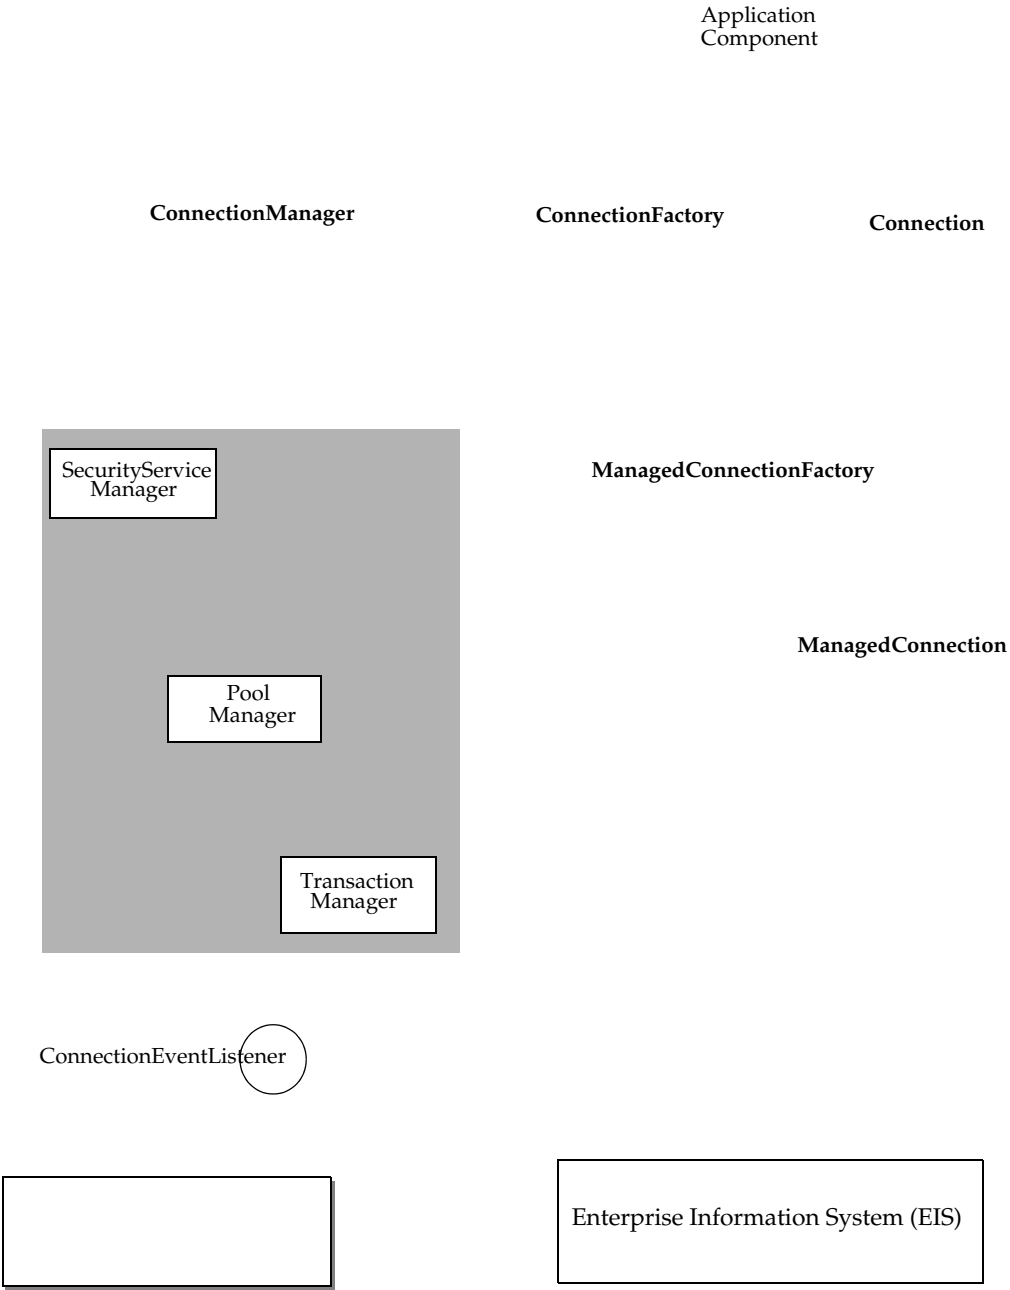 Application
Component
ConnectionManager
ConnectionFactory
Connection
SecurityService
Manager
ManagedConnectionFactory
ManagedConnection
Pool
Manager
Transaction
Manager
ConnectionEventListener
Enterprise Information System (EIS)